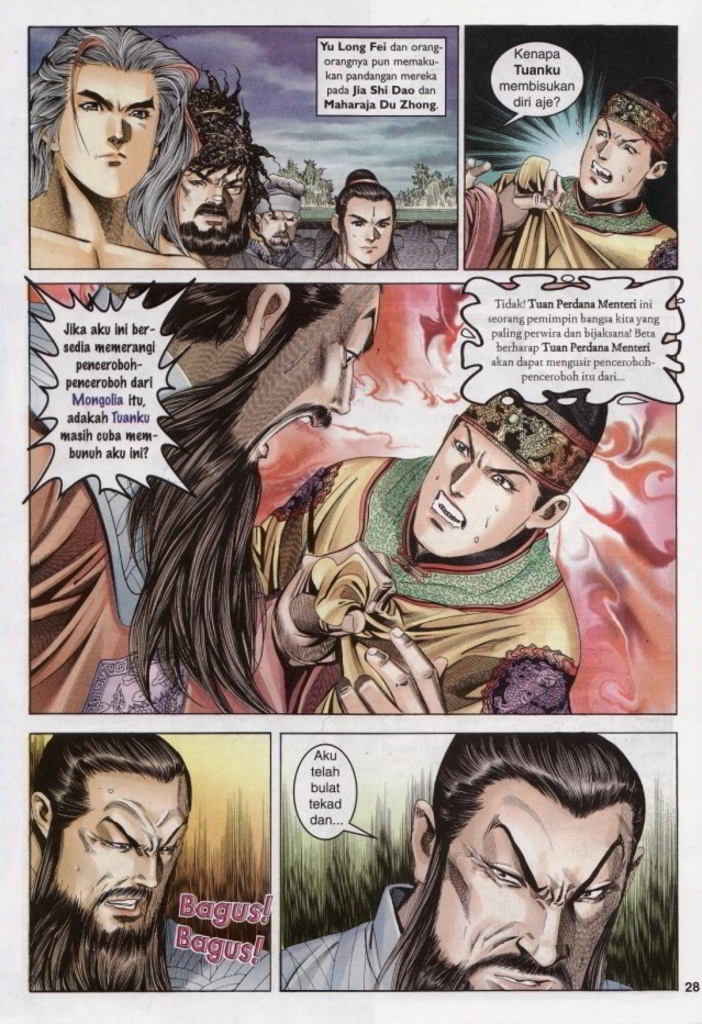 Yu Long Fei dan orang-
orangnya pun memaku-
kan pandangan mereka
pada Jia Shi Dao dan
Maharaja Du Zhong.
Kenapa
Tuanku
membisukan
diri aje?
Jika aku ini ber-
sedia memerangi
penceroboh-
penceroboh dari
Mongolia itu,
adakah Tuanku
masih cuba mem-
bunuh aku ini?
Tidak! Tuan Perdana Menteri ini
seorang pemimpin bangsa kita yang
paling perwira dan bijaksana! Beta
berharap Tuan Perdana Menteri
akan dapat mengusir penceroboh-
penceroboh itu dari...
Bagus!
Bagus!
Aku
telah
bulat
tekad
dan...
28